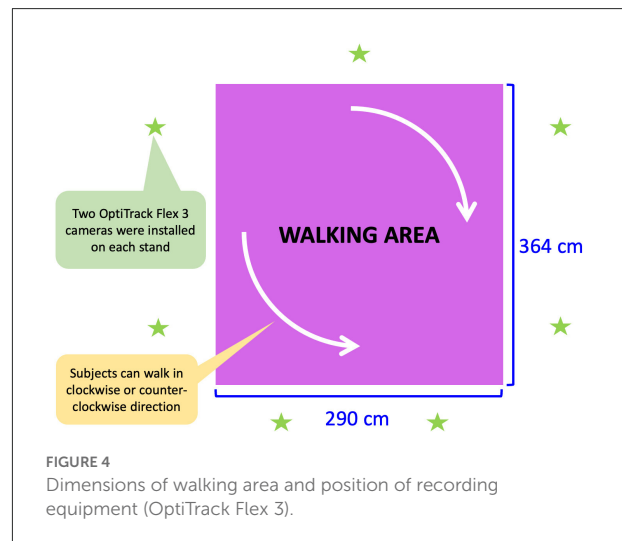 Two OptiTrack Flex 3
cameras were installed
on each stand
WALKING AREA
364 cm
Subjects can walk in
clockwise or counter-
clockwise direction
290 cm
FIGURE 4
Dimensions of walking area and position of recording
equipment (OptiTrack Flex 3).